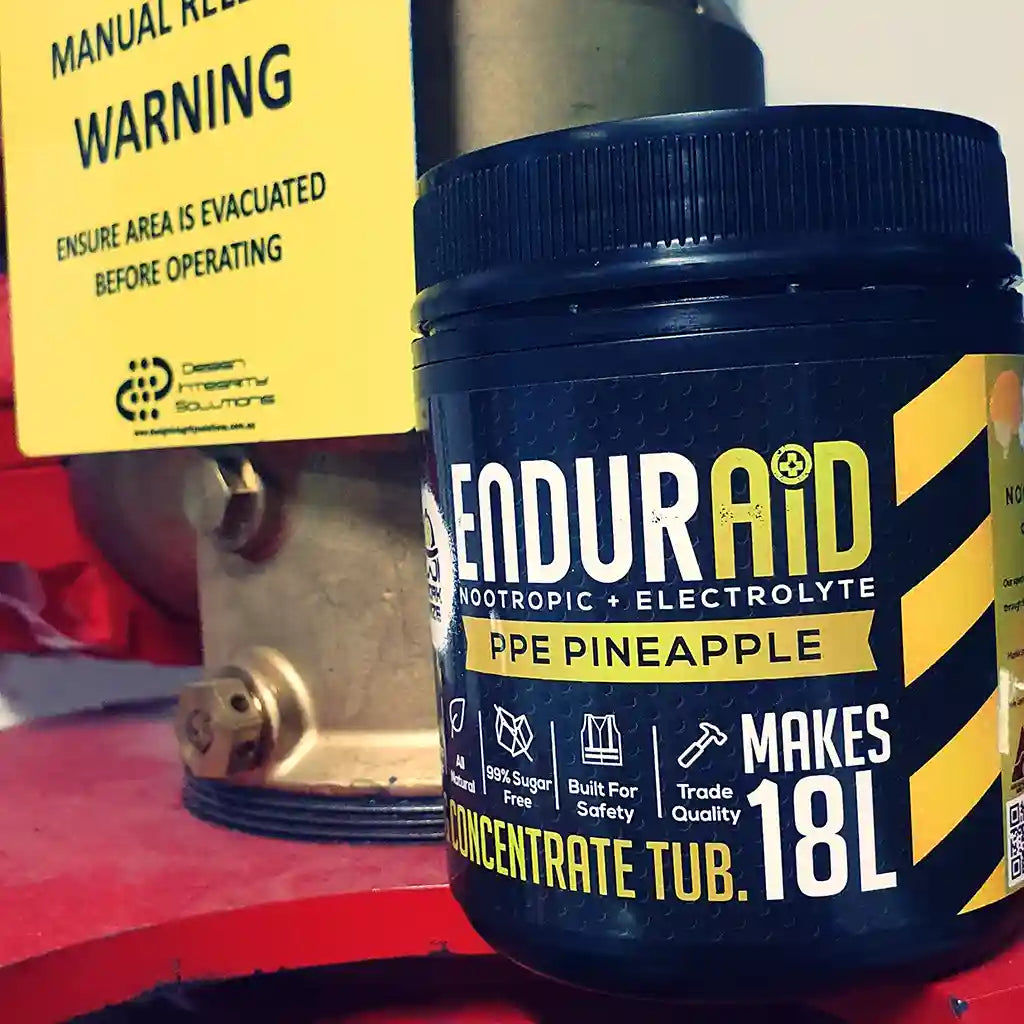 MANUAL
WARNING
ENSURE AREA IS EVACUATED
BEFORE OPERATING
Design
Integrity
Solutions
ENDURAiD
NOOTROPIC + ELECTROLYTE
PPE PINEAPPLE
All
Natural
99% Sugar
Free
Built For
Safety
Trade
Quality
MAKES
18L
CONCENTRATE TUB.